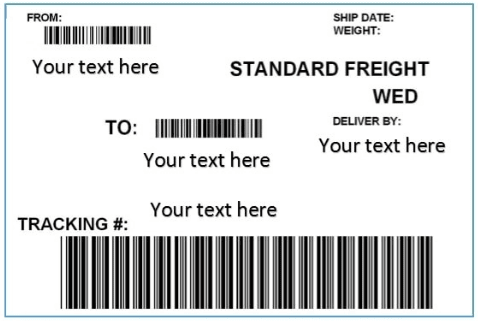 FROM:
SHIP DATE:
WEIGHT:
Your text here
STANDARD FREIGHT
WED
TO:
DELIVER BY:
Your text here
Your text here
Your text here
TRACKING #: